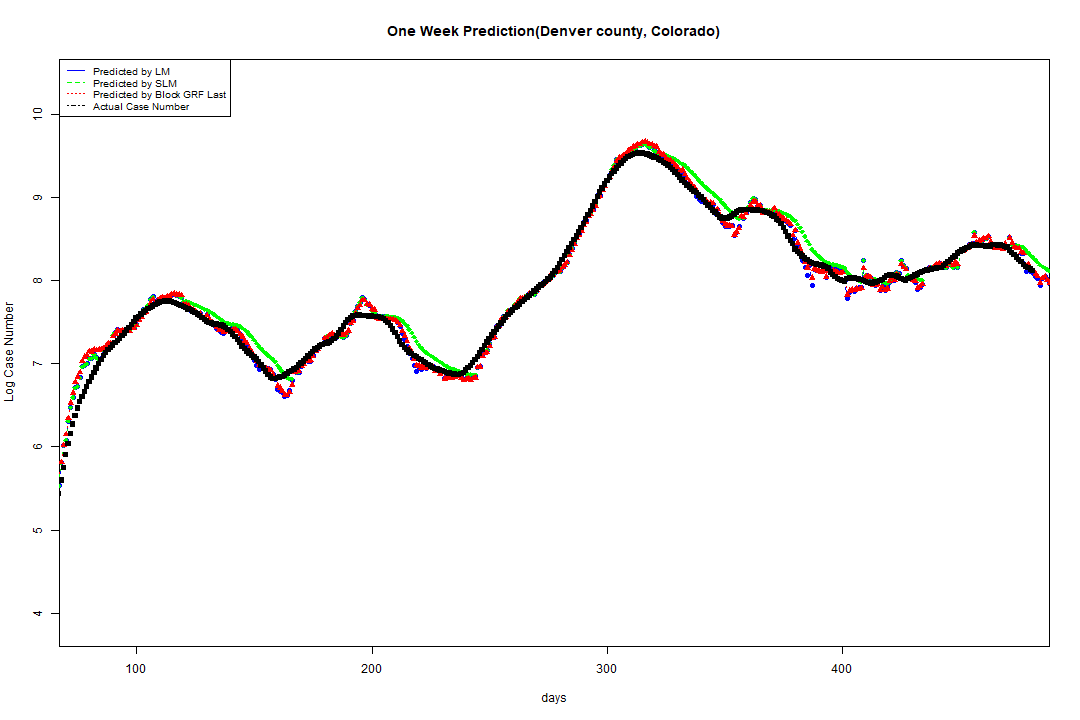 One Week Prediction(Denver county, Colorado)
Predicted by LM
Predicted by SLM
Predicted by Block GRF Last
Actual Case Number
10
9
8
7
6
5
4
Log Case Number
100
200
300
400
days